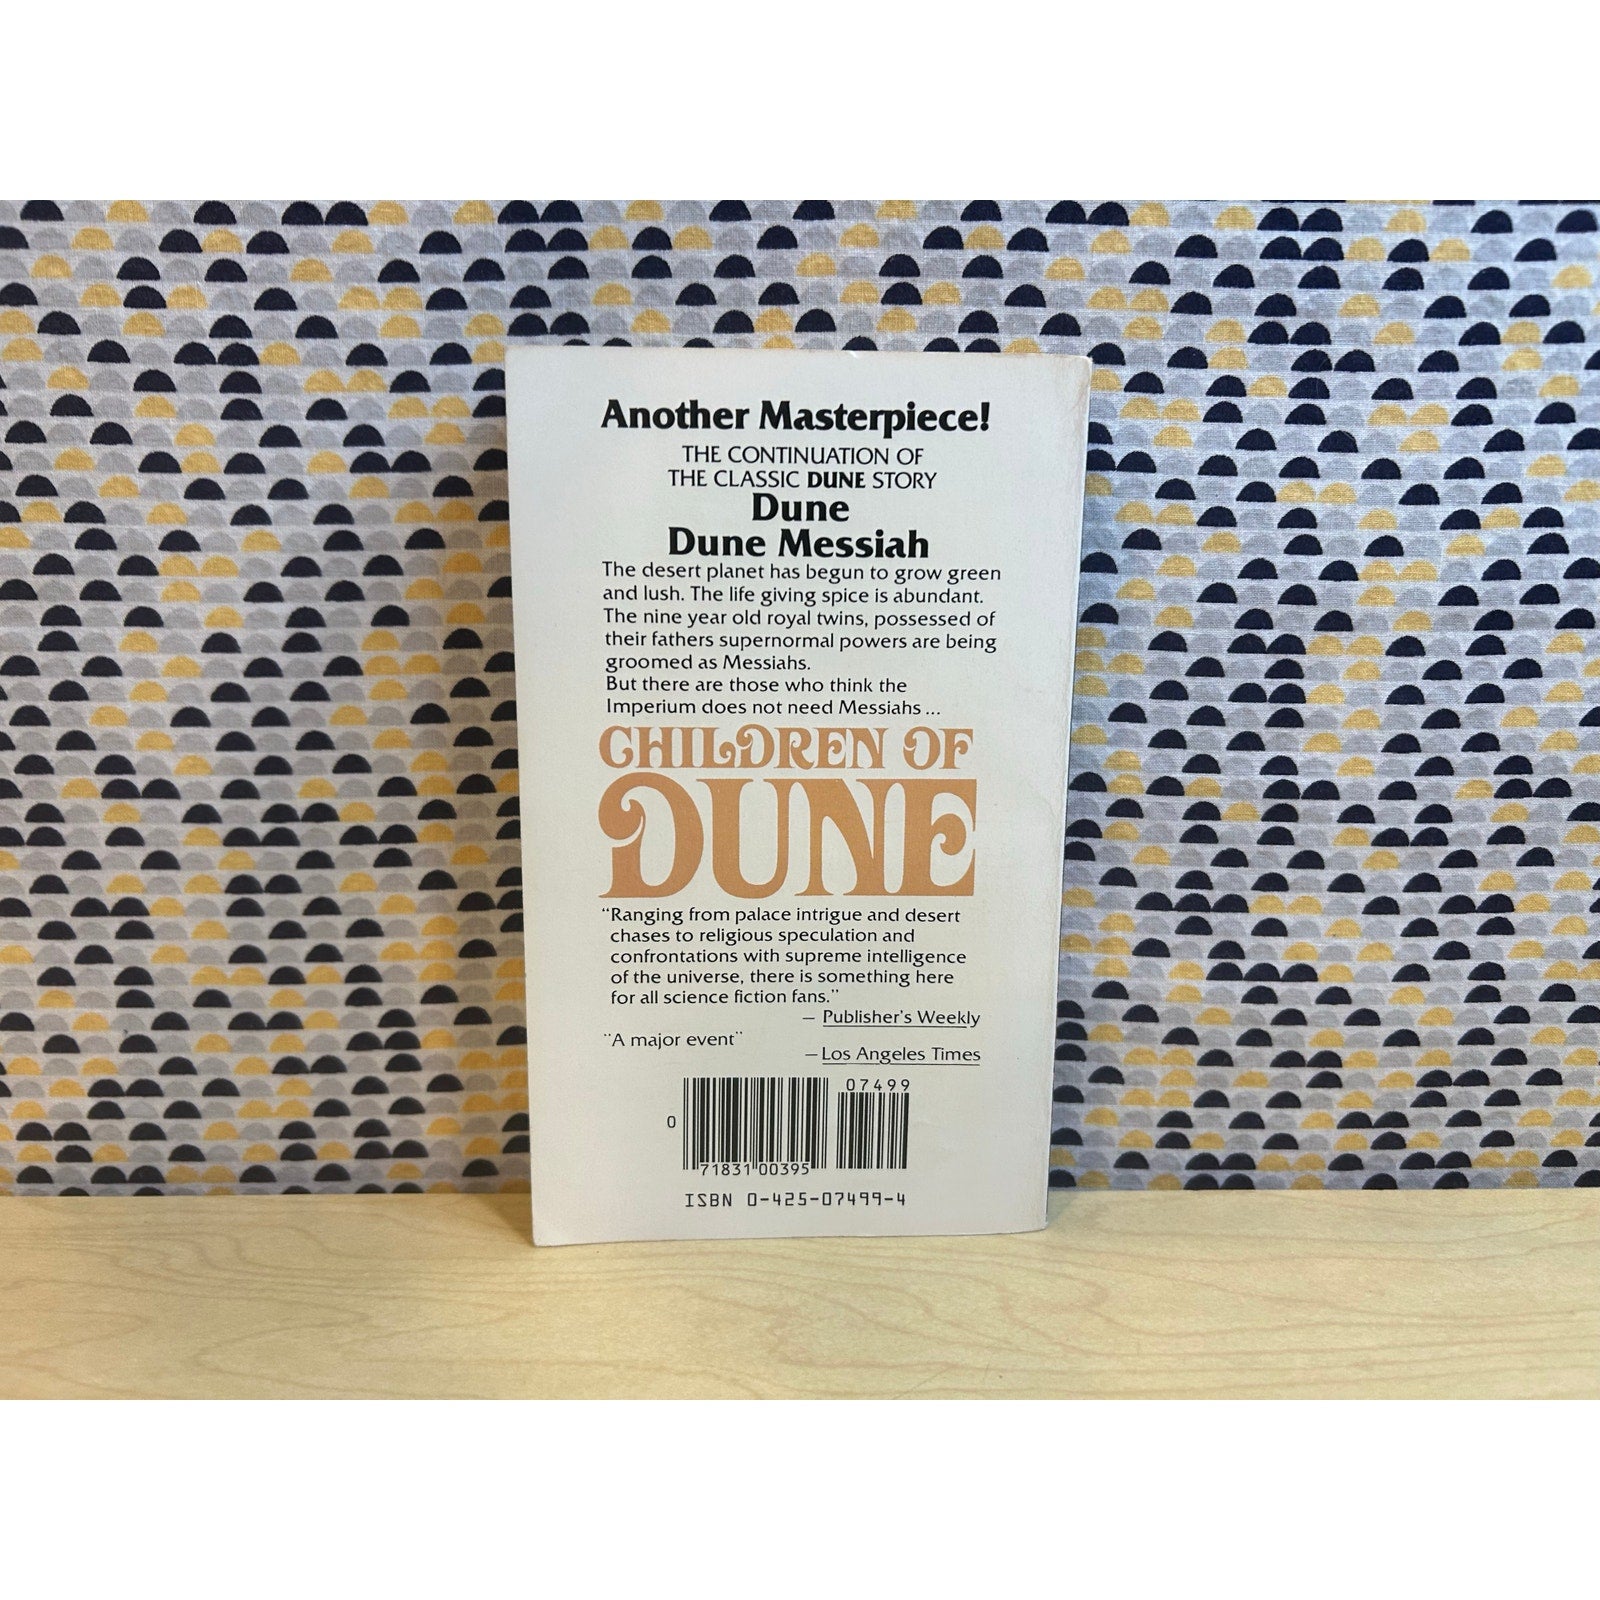 Another Masterpiece!
THE CONTINUATION OF
THE CLASSIC DUNE STORY
Dune
Dune Messiah
The desert planet has begun to grow green
and lush. The life giving spice is abundant.
The nine year old royal twins, possessed of
their fathers supernormal powers are being
groomed as Messiahs.
But there are those who think the
Imperium does not need Messiahs ...
CHILDREN OF
DUNE
"Ranging from palace intrigue and desert
chases to religious speculation and
confrontations with supreme intelligence
of the universe, there is something here
for all science fiction fans."
— Publisher's Weekly
"A major event"
— Los Angeles Times
07499
0
71831 00395
ISBN 0-425-07499-4